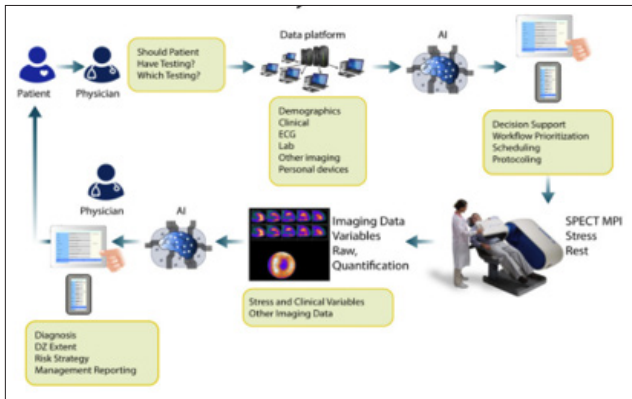 Patient
Physician
Should Patient
Have Testing?
Which Testing?
Data platform
AI
Demographics
Clinical
ECG
Lab
Other imaging
Personal devices
Decision Support
Workflow Prioritization
Scheduling
Protocoling
SPECT MPI
Stress
Rest
Imaging Data
Variables
Raw,
Quantification
Stress and Clinical Variables
Other Imaging Data
AI
Physician
Diagnosis
DZ Extent
Risk Strategy
Management Reporting